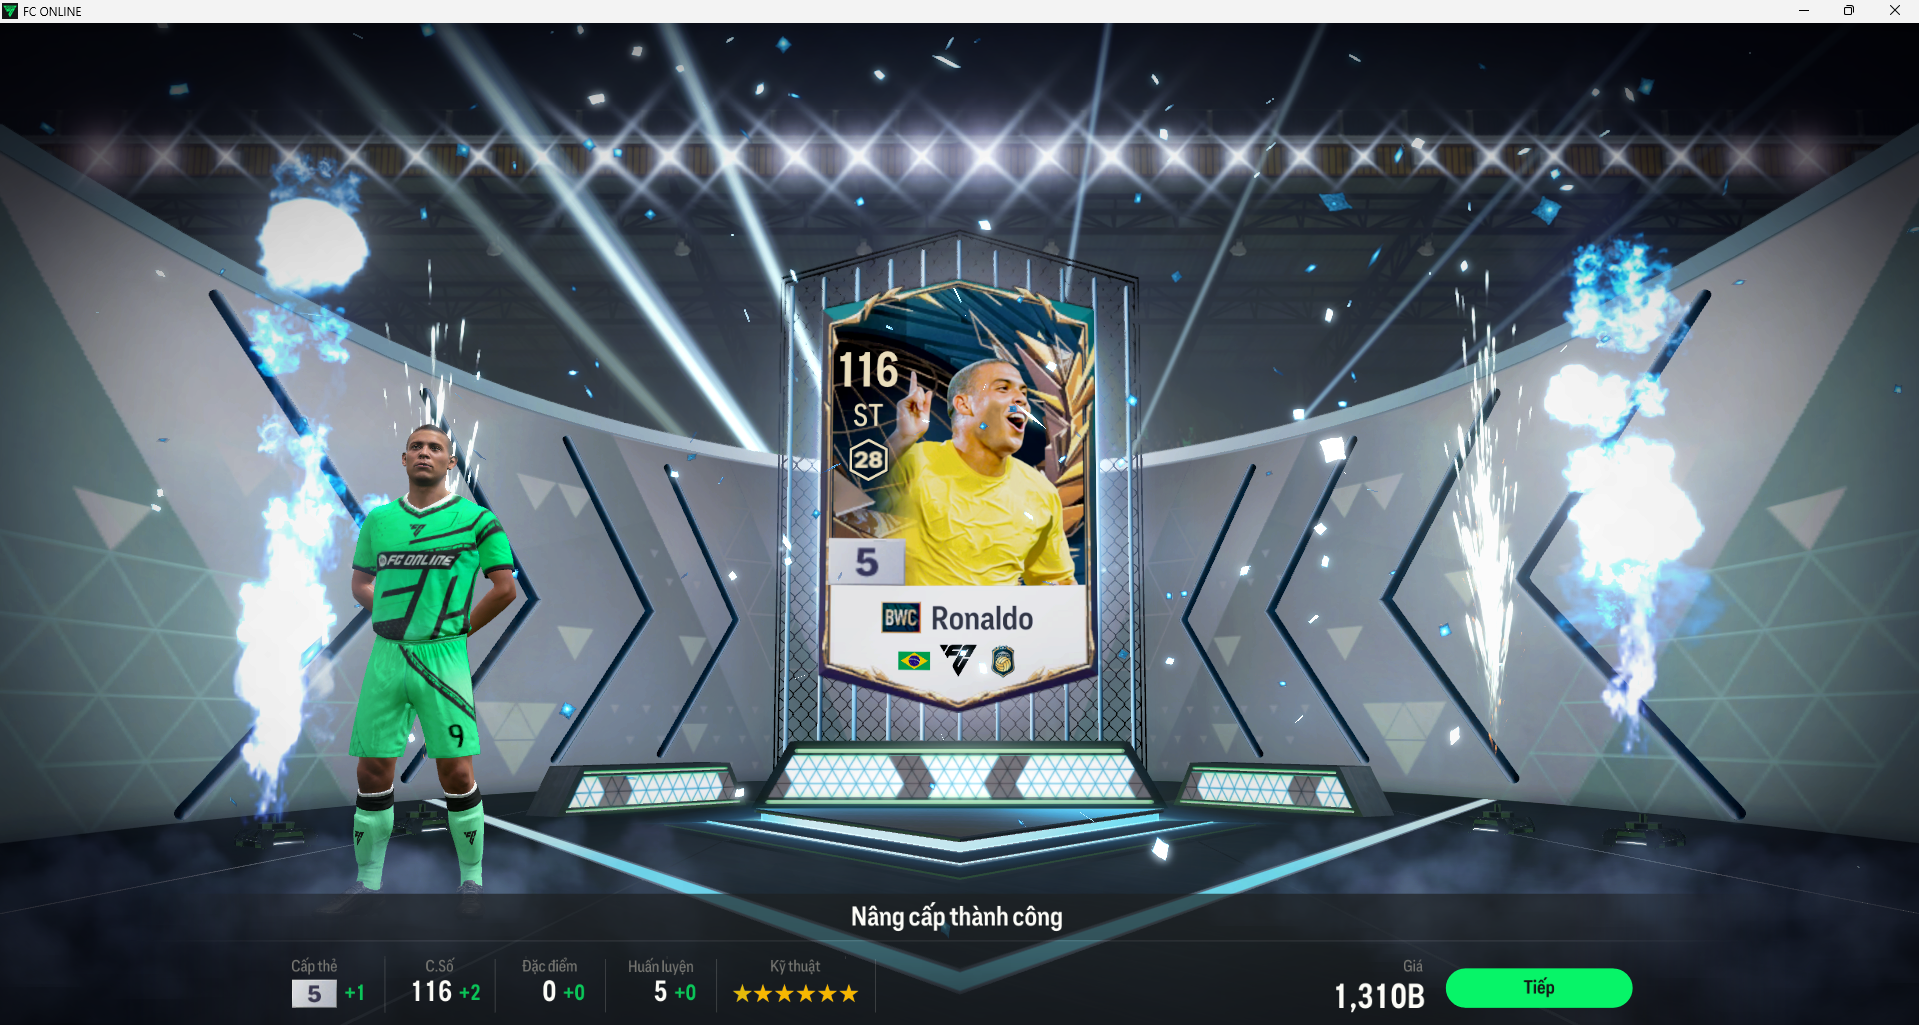 FC ONLINE
116
ST
28
5
BWC Ronaldo
FC ONLINE
9
Nâng cấp thành công
Cấp thẻ
5 +1
C.Số
116 +2
Đặc điểm
0 +0
Huấn luyện
5 +0
Kỹ thuật
★★★★★★
Giá
1,310B
Tiếp